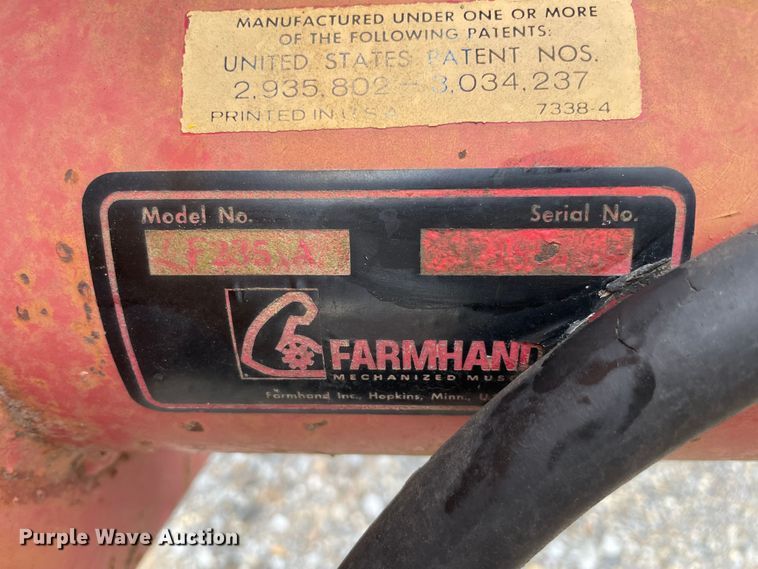 MANUFACTURED UNDER ONE OR MORE
OF THE FOLLOWING PATENTS:
UNITED STATES PATENT NOS.
2,935,802 - 3,034,237
PRINTED IN U.S.A. 7338-4
Model No. Serial No.
FARMHAND
MECHANIZED
Farmhand Inc., Hopkins, Minn.,
Purple Wave Auction